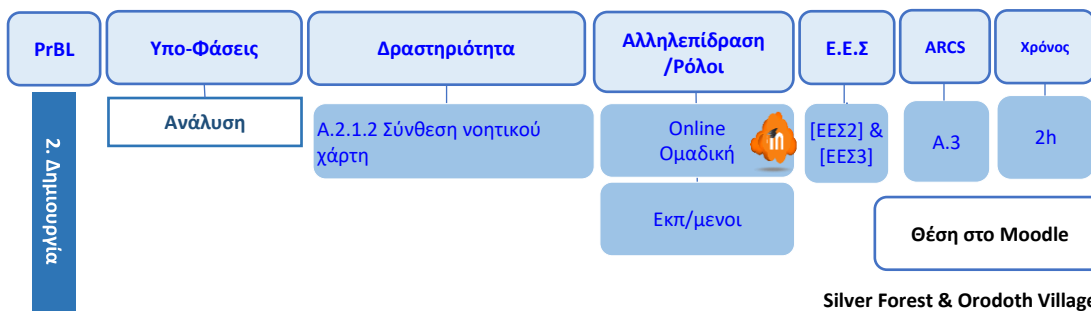 PrBL
Υπο-Φάσεις
Δραστηριότητα
Αλληλεπίδραση
/Ρόλοι
Ε.Ε.Σ
ARCS
Χρόνος
2. Δημιουργία
Ανάλυση
Α.2.1.2 Σύνθεση νοητικού
χάρτη
Online
Ομαδική
in
[ΕΕΣ2] &
[ΕΕΣ3]
A.3
2h
Εκπ/μενοι
Θέση στο Moodle
Silver Forest & Orodoth Village